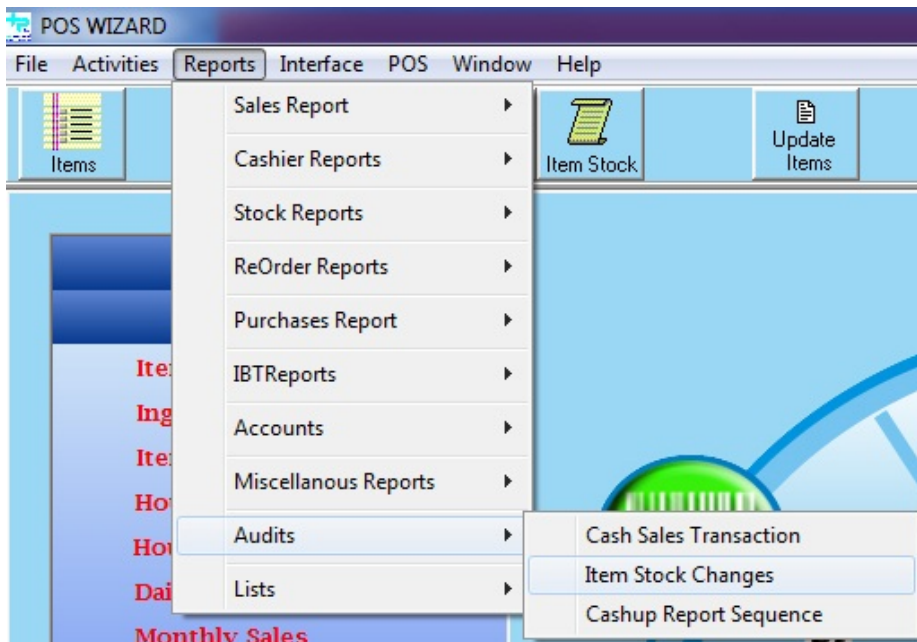 POS WIZARD
File Activities Reports Interface POS Window Help
Items
Item Stock
Update
Items
Sales Report
Cashier Reports
Stock Reports
ReOrder Reports
Purchases Report
IBTReports
Accounts
Miscellanous Reports
Audits
Lists
Cash Sales Transaction
Item Stock Changes
Cashup Report Sequence
Monthly Sales